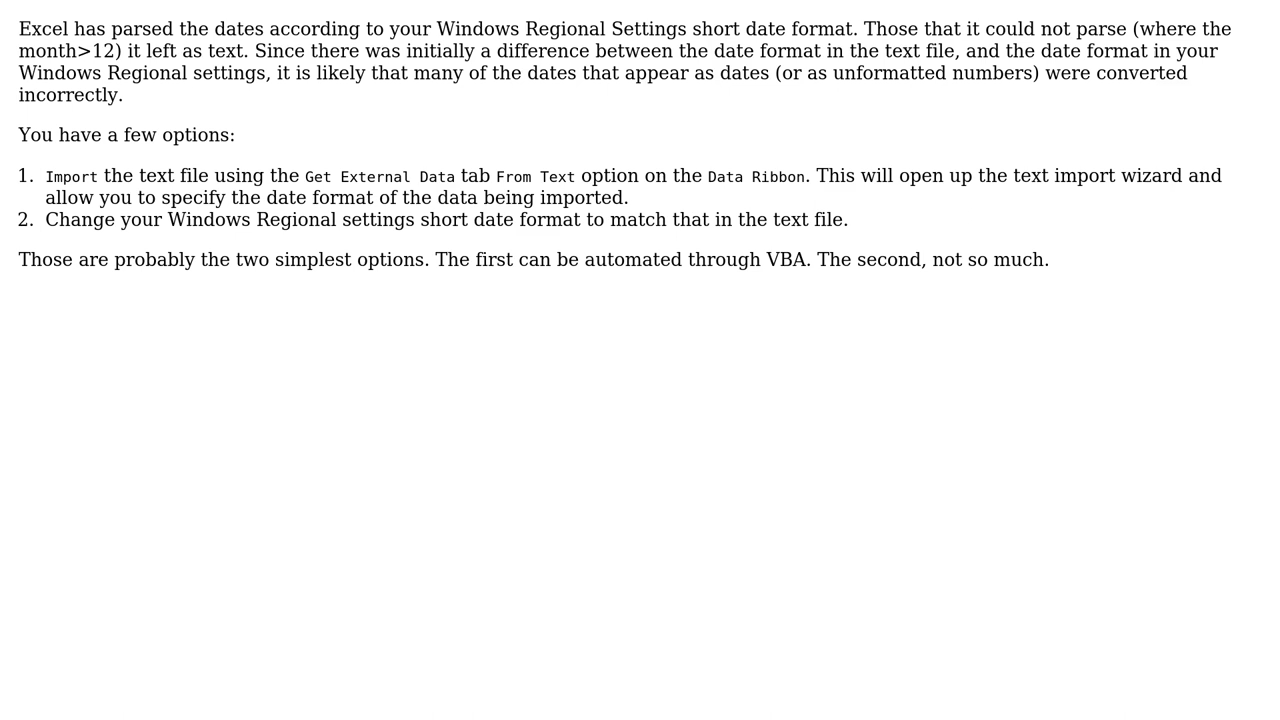 Excel has parsed the dates according to your Windows Regional Settings short date format. Those that it could not parse (where the
month>12) it left as text. Since there was initially a difference between the date format in the text file, and the date format in your
Windows Regional settings, it is likely that many of the dates that appear as dates (or as unformatted numbers) were converted
incorrectly.
You have a few options:
1. Import the text file using the Get External Data tab From Text option on the Data Ribbon. This will open up the text import wizard and
allow you to specify the date format of the data being imported.
2. Change your Windows Regional settings short date format to match that in the text file.
Those are probably the two simplest options. The first can be automated through VBA. The second, not so much.